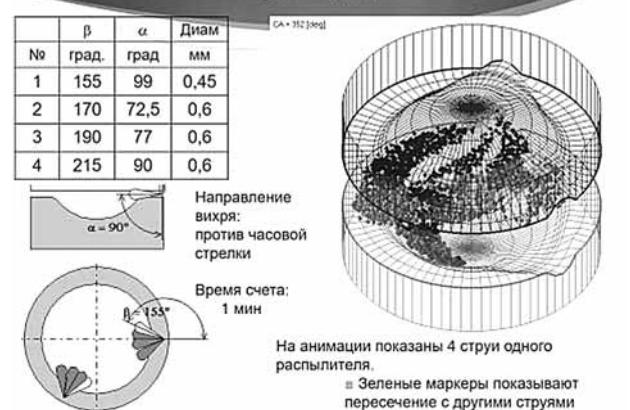 β α Диам
№ град. град мм
1 155 99 0,45
2 170 72,5 0,6
3 190 77 0,6
4 215 90 0,6
CA = 352 [deg]
α = 90°
Направление
вихря:
против часовой
стрелки
β = 155°
Время счета:
1 мин
На анимации показаны 4 струи одного
распылителя.
Зеленые маркеры показывают
пересечение с другими струями